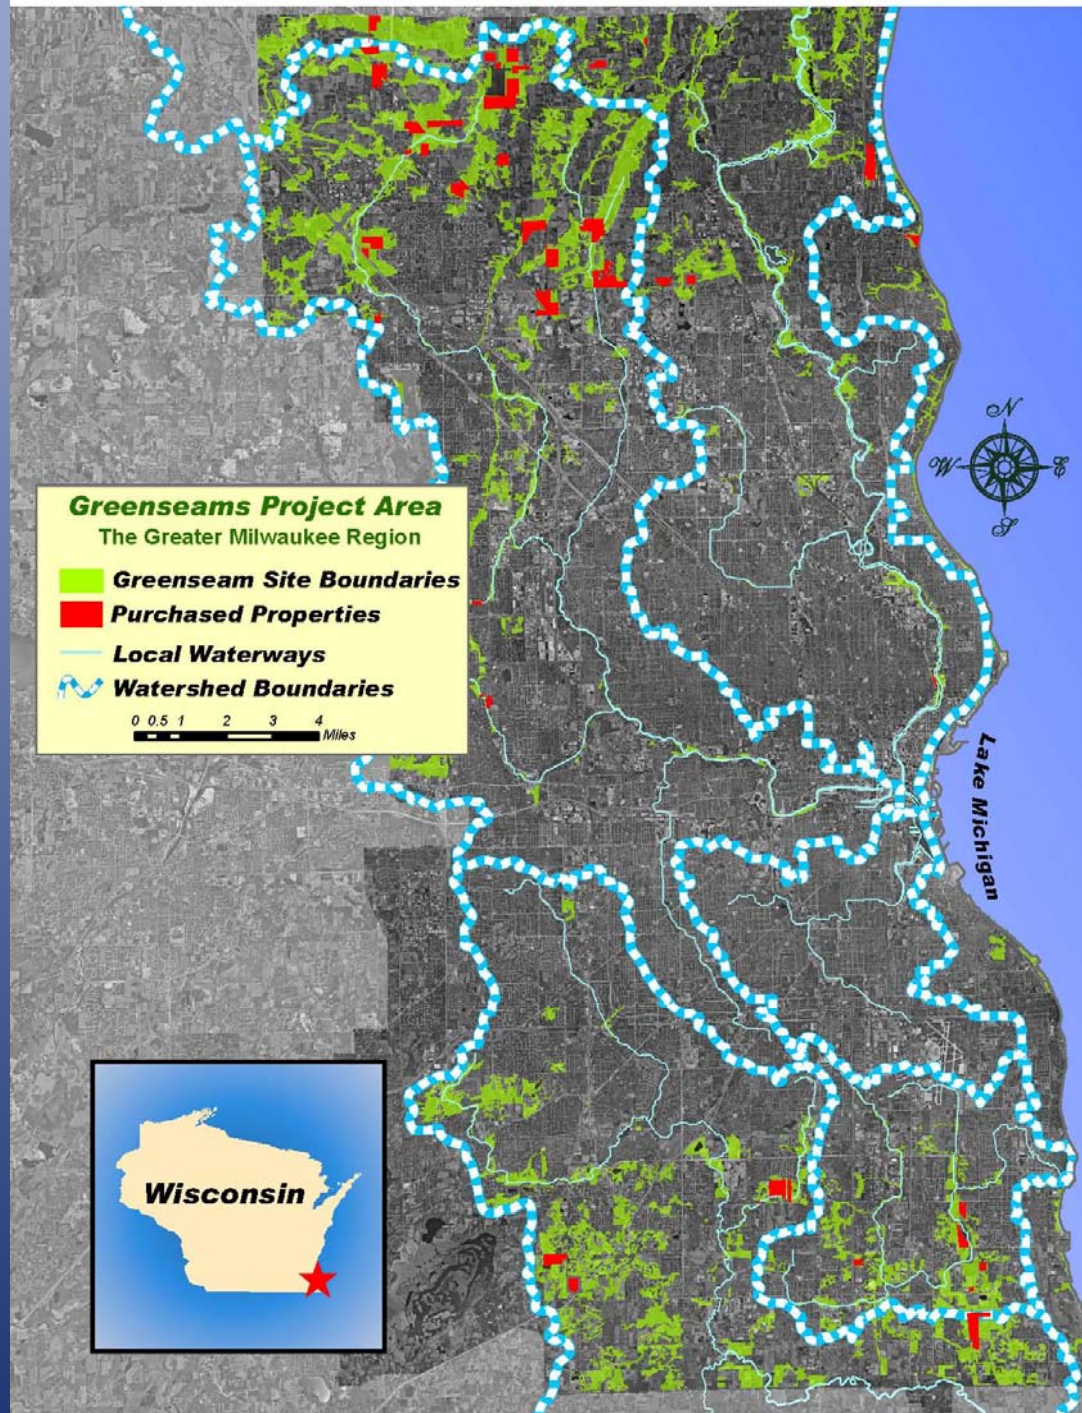 N
W
E
S
Greenseams Project Area
The Greater Milwaukee Region
Greenseam Site Boundaries
Purchased Properties
Local Waterways
Watershed Boundaries
0 0.5 1 2 3 4
Miles
Lake Michigan
Wisconsin